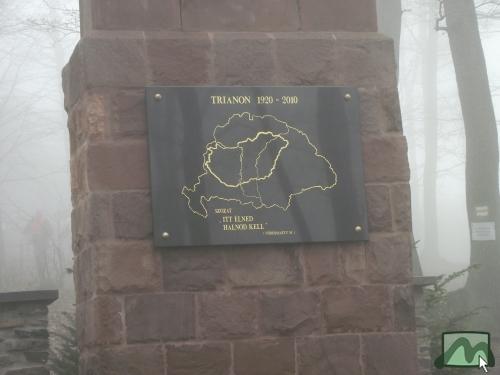 TRIANON 1920 - 2010
SZÓZAT
„ITT ÉLNED
HALNOD KELL"